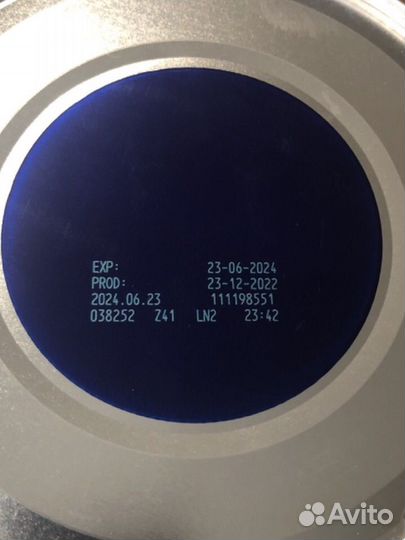 EXP: 23-06-2024
PROD: 23-12-2022
2024.06.23 111198551
038252 Z41 LN2 23:42
Avito